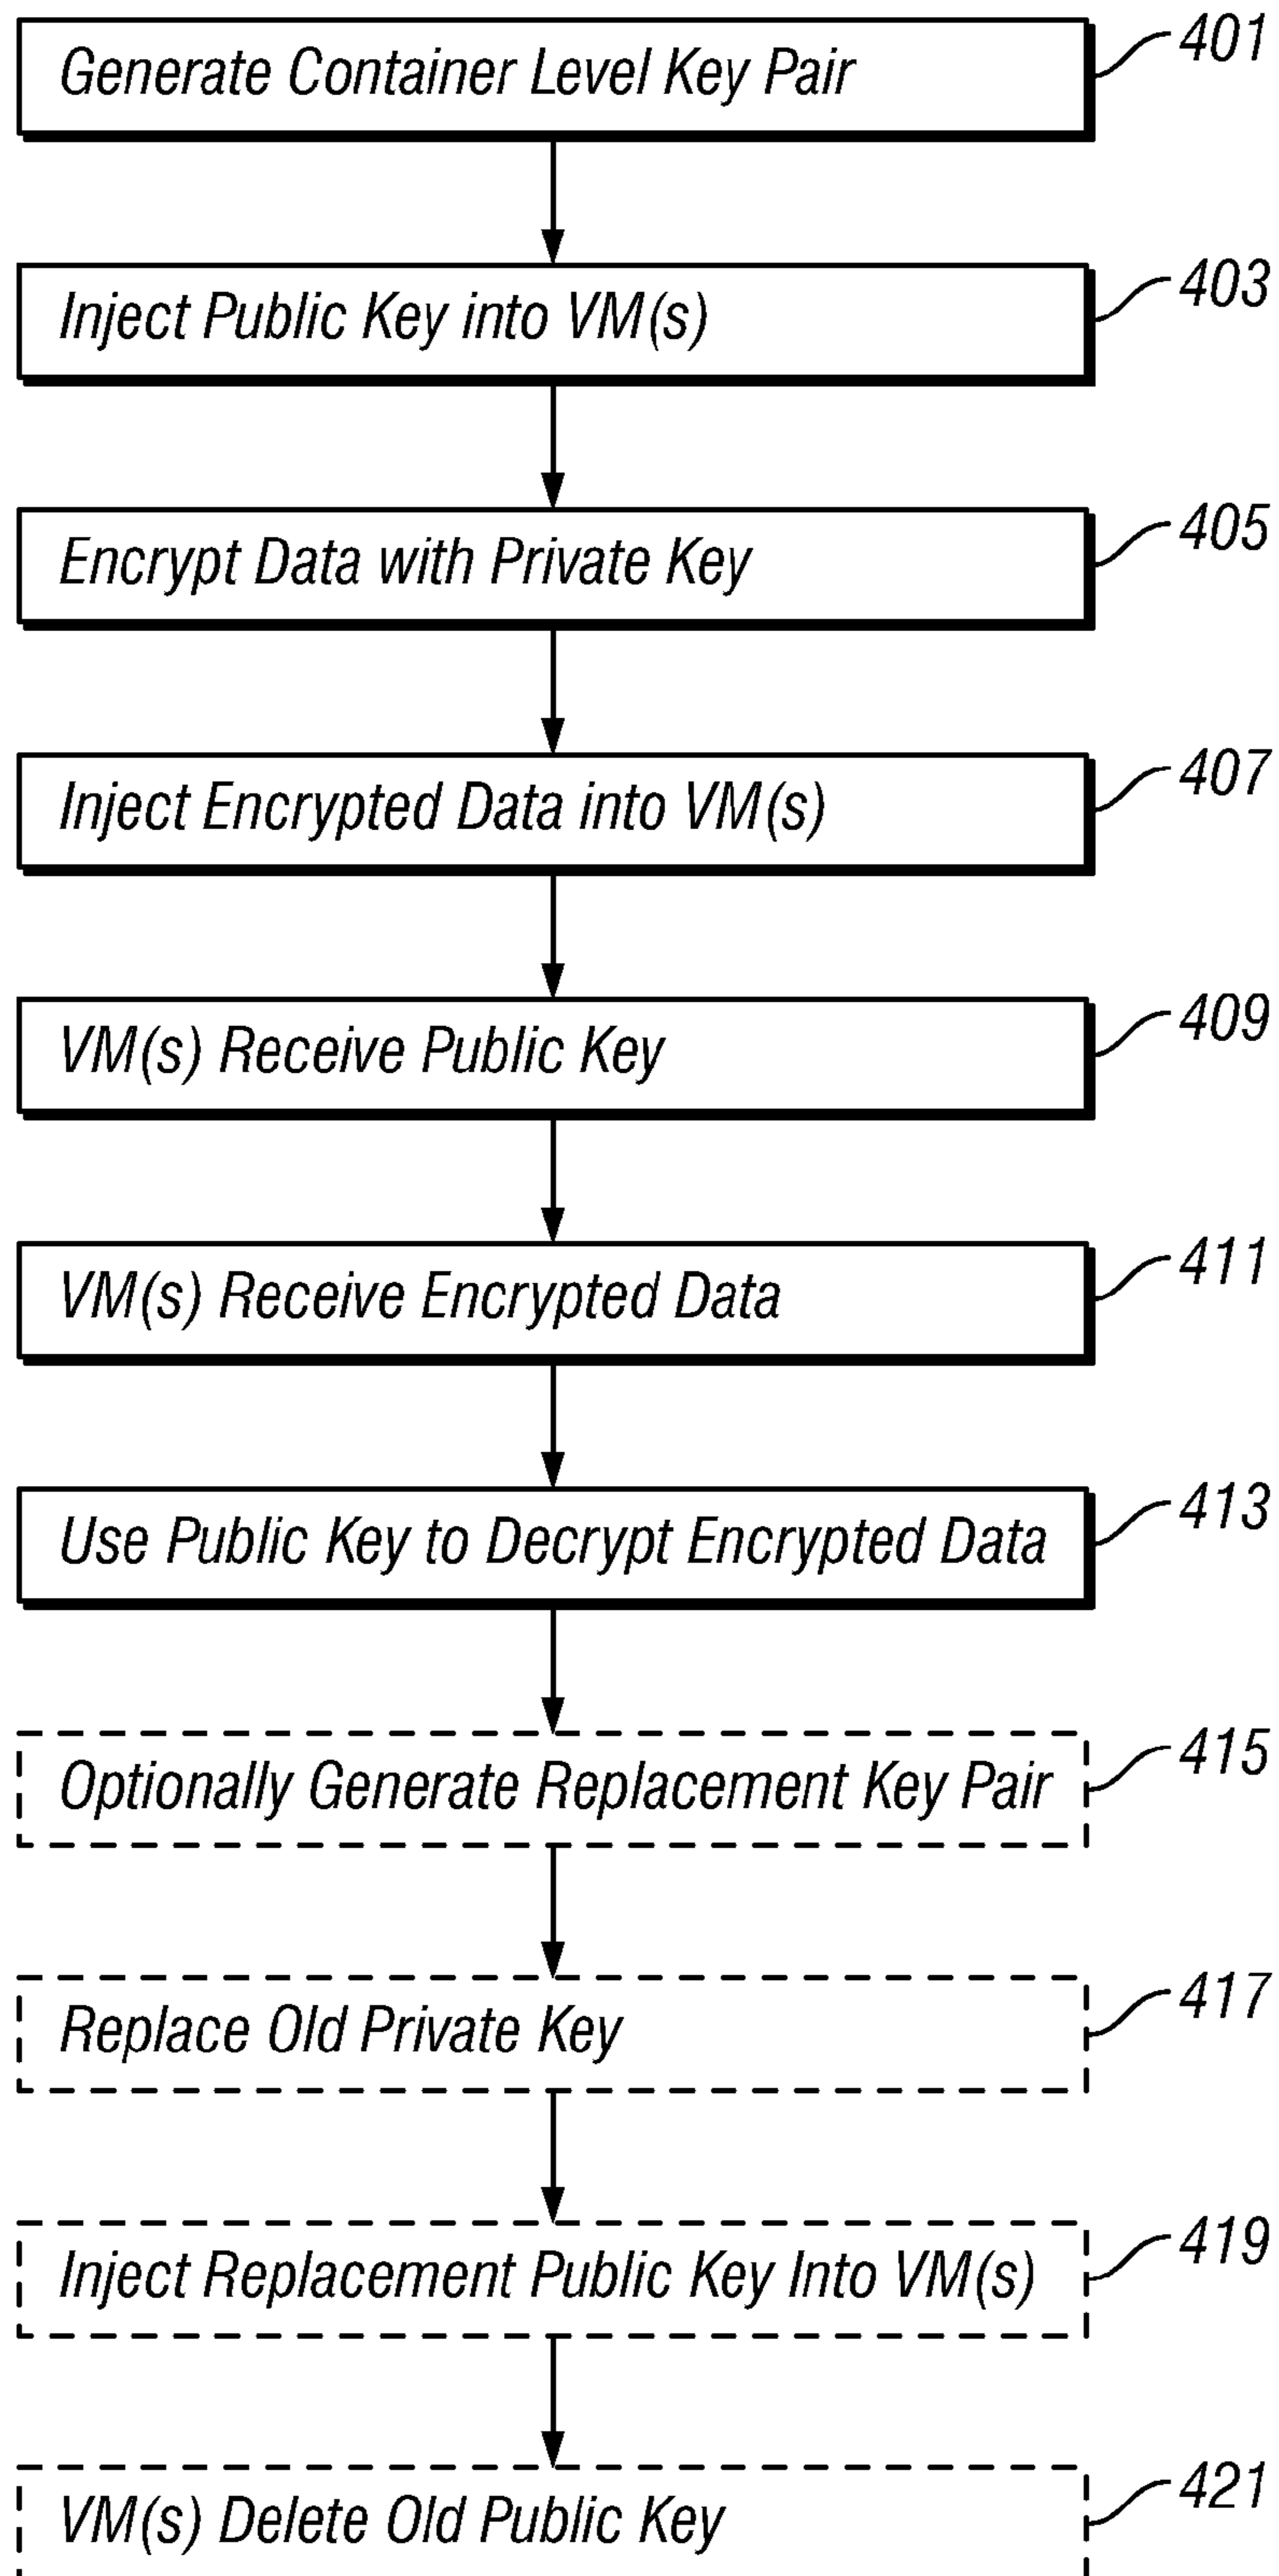 Generate Container Level Key Pair 401
Inject Public Key into VM(s) 403
Encrypt Data with Private Key 405
Inject Encrypted Data into VM(s) 407
VM(s) Receive Public Key 409
VM(s) Receive Encrypted Data 411
Use Public Key to Decrypt Encrypted Data 413
Optionally Generate Replacement Key Pair 415
Replace Old Private Key 417
Inject Replacement Public Key Into VM(s) 419
VM(s) Delete Old Public Key 421